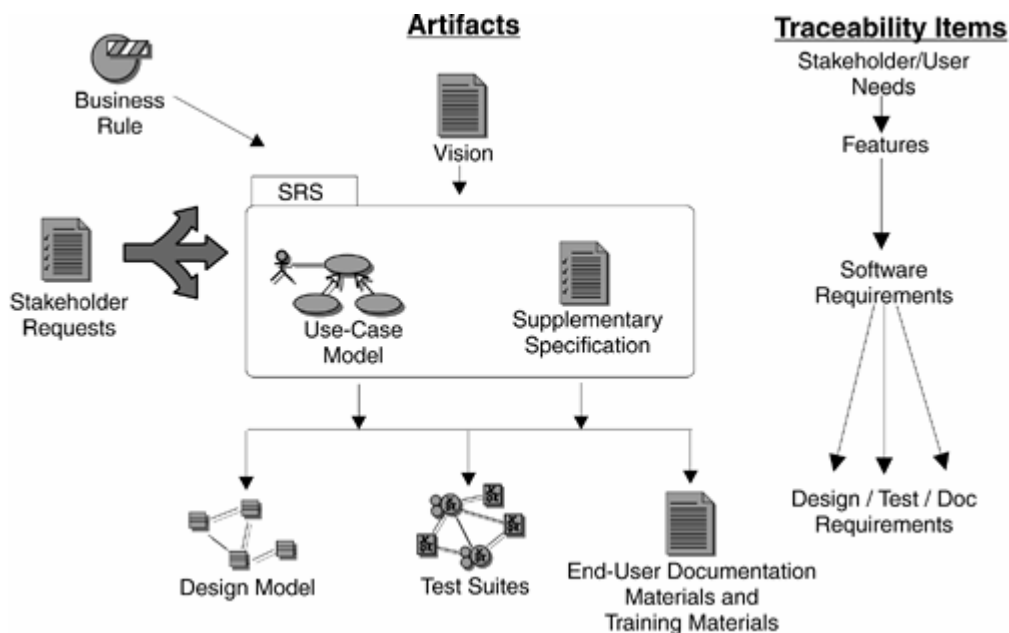 Artifacts
Traceability Items
Stakeholder/User
Needs
Business
Rule
Vision
Features
SRS
Stakeholder
Requests
Use-Case
Model
Supplementary
Specification
Software
Requirements
Design Model
Test Suites
End-User Documentation
Materials and
Training Materials
Design / Test / Doc
Requirements